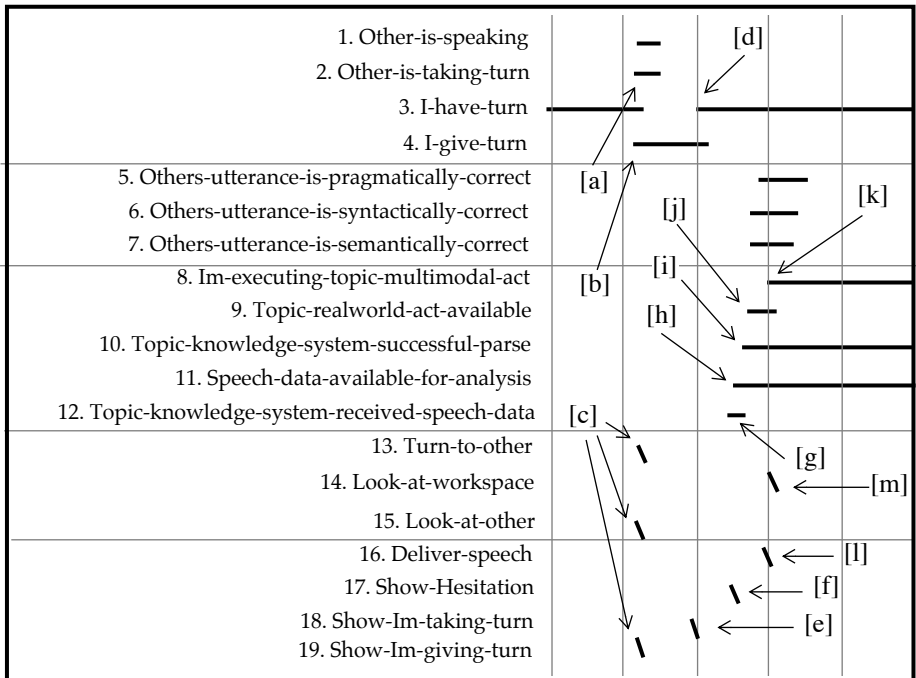 1. Other-is-speaking
[d]
2. Other-is-taking-turn
3. I-have-turn
4. I-give-turn
[a]
5. Others-utterance-is-pragmatically-correct
[k]
6. Others-utterance-is-syntactically-correct
[j]
7. Others-utterance-is-semantically-correct
[i]
8. Im-executing-topic-multimodal-act
[b]
9. Topic-realworld-act-available
[h]
10. Topic-knowledge-system-successful-parse
11. Speech-data-available-for-analysis
12. Topic-knowledge-system-received-speech-data
[c]
13. Turn-to-other
[g]
14. Look-at-workspace
[m]
15. Look-at-other
16. Deliver-speech
[l]
17. Show-Hesitation
[f]
18. Show-Im-taking-turn
[e]
19. Show-Im-giving-turn